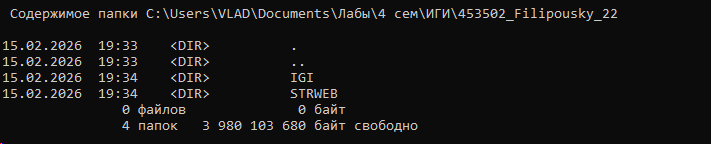 Содержимое папки C:\Users\VLAD\Documents\Лабы\4 сем\ИГИ\453502_Filipousky_22
15.02.2026  19:33    <DIR>          .
15.02.2026  19:33    <DIR>          ..
15.02.2026  19:34    <DIR>          IGI
15.02.2026  19:34    <DIR>          STRWEB
               0 файлов              0 байт
               4 папок   3 980 103 680 байт свободно